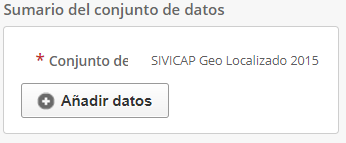 Sumario del conjunto de datos
* Conjunto de SIVICAP Geo Localizado 2015
Añadir datos